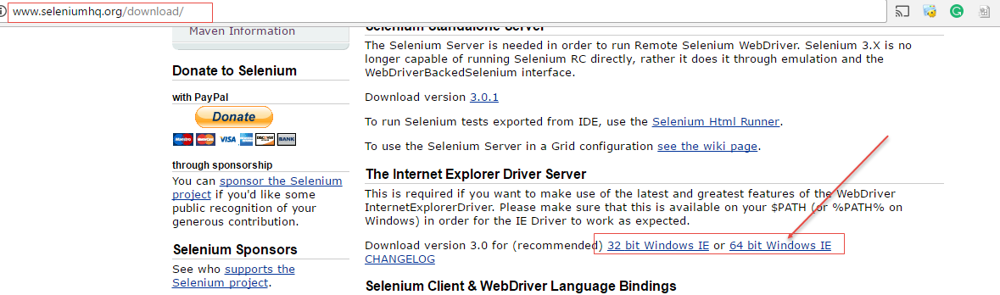 www.seleniumhq.org/download/
Maven Information
Donate to Selenium
with PayPal
Donate
Maestro MasterCard VISA DISCOVER BANK
through sponsorship
You can sponsor the Selenium
project if you'd like some
public recognition of your
generous contribution.
Selenium Sponsors
See who supports the
Selenium project.
Selenium Standalone Server
The Selenium Server is needed in order to run Remote Selenium WebDriver. Selenium 3.X is no
longer capable of running Selenium RC directly, rather it does it through emulation and the
WebDriverBackedSelenium interface.
Download version 3.0.1
To run Selenium tests exported from IDE, use the Selenium Html Runner.
To use the Selenium Server in a Grid configuration see the wiki page.
The Internet Explorer Driver Server
This is required if you want to make use of the latest and greatest features of the WebDriver
InternetExplorerDriver. Please make sure that this is available on your $PATH (or %PATH% on
Windows) in order for the IE Driver to work as expected.
Download version 3.0 for (recommended) 32 bit Windows IE or 64 bit Windows IE
CHANGELOG
Selenium Client & WebDriver Language Bindings